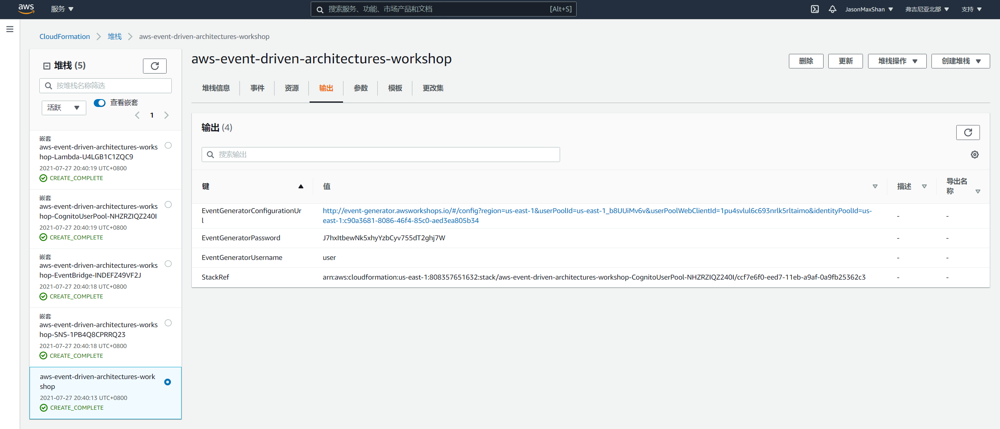 aws
服务
搜索服务、功能、市场产品和文档
[Alt+S]
JasonMaxShan
弗吉尼亚北部
支持
CloudFormation
堆栈
aws-event-driven-architectures-workshop
堆栈 (5)
按堆栈名称筛选
活跃
查看嵌套
1
嵌套
aws-event-driven-architectures-works
hop-Lambda-U4LGB1C1ZQC9
2021-07-27 20:40:19 UTC+0800
CREATE_COMPLETE
嵌套
aws-event-driven-architectures-works
hop-CognitoUserPool-NHZRZIQZ240I
2021-07-27 20:40:19 UTC+0800
CREATE_COMPLETE
嵌套
aws-event-driven-architectures-works
hop-EventBridge-INDEFZ49VF2J
2021-07-27 20:40:18 UTC+0800
CREATE_COMPLETE
嵌套
aws-event-driven-architectures-works
hop-SNS-1PB4Q8CPRRQ23
2021-07-27 20:40:18 UTC+0800
CREATE_COMPLETE
aws-event-driven-architectures-work
shop
2021-07-27 20:40:13 UTC+0800
CREATE_COMPLETE
aws-event-driven-architectures-workshop
删除
更新
堆栈操作
创建堆栈
堆栈信息
事件
资源
输出
参数
模板
更改集
输出 (4)
搜索输出
键
值
描述
导出名
称
EventGeneratorConfigurationUr
l
http://event-generator.awsworkshops.io/#/config?region=us-east-1&userPoolId=us-east-1_b8UUiMv6v&userPoolWebClientId=1pu4svlul6c693nrlk5rltaimo&identityPoolId=us-
east-1:c90a3681-8086-46f4-85c0-aed3ea805b34
-
-
EventGeneratorPassword
J7hxItbewNk5xhyYzbCyv755dT2ghj7W
-
-
EventGeneratorUsername
user
-
-
StackRef
arn:aws:cloudformation:us-east-1:808357651632:stack/aws-event-driven-architectures-workshop-CognitoUserPool-NHZRZIQZ240I/ccf7e6f0-eed7-11eb-a9af-0a9fb25362c3
-
-